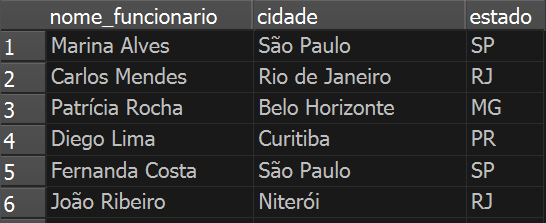 nome_funcionario cidade estado
1 Marina Alves São Paulo SP
2 Carlos Mendes Rio de Janeiro RJ
3 Patrícia Rocha Belo Horizonte MG
4 Diego Lima Curitiba PR
5 Fernanda Costa São Paulo SP
6 João Ribeiro Niterói RJ